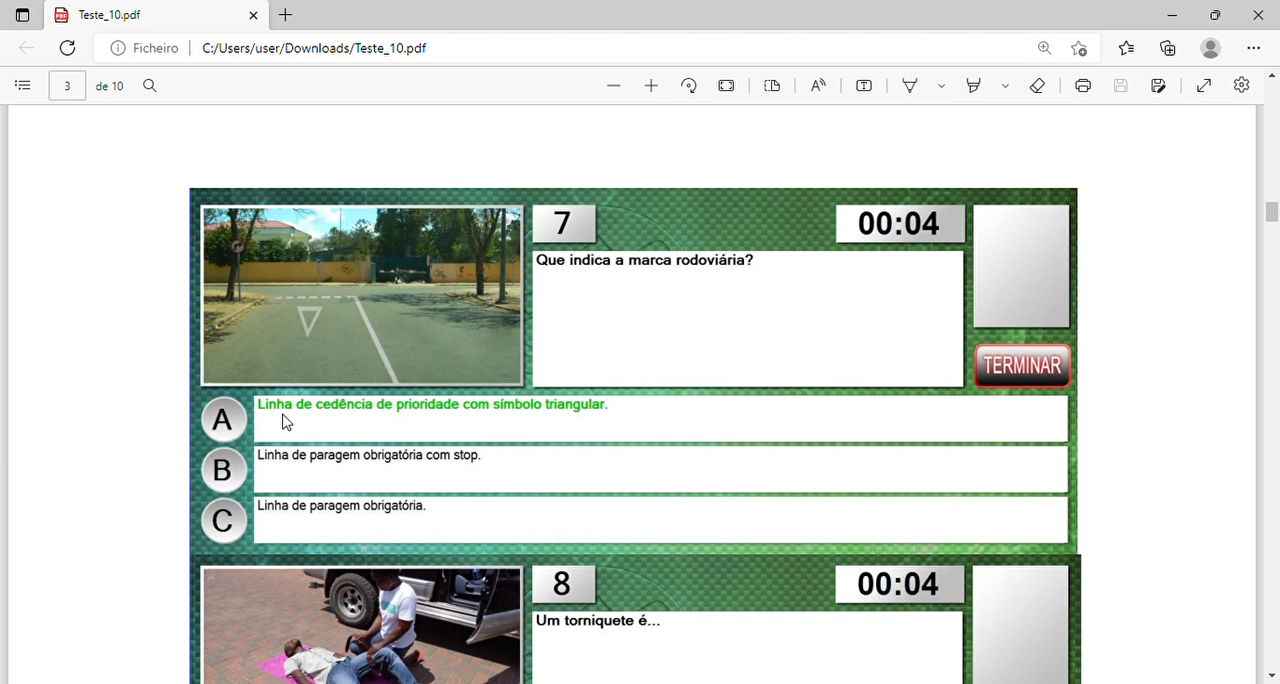 Teste_10.pdf
Ficheiro
C:/Users/user/Downloads/Teste_10.pdf
3 de 10
7
00:04
Que indica a marca rodoviária?
TERMINAR
A Linha de cedência de prioridade com símbolo triangular.
B Linha de paragem obrigatória com stop.
C Linha de paragem obrigatória.
8
00:04
Um torniquete é...